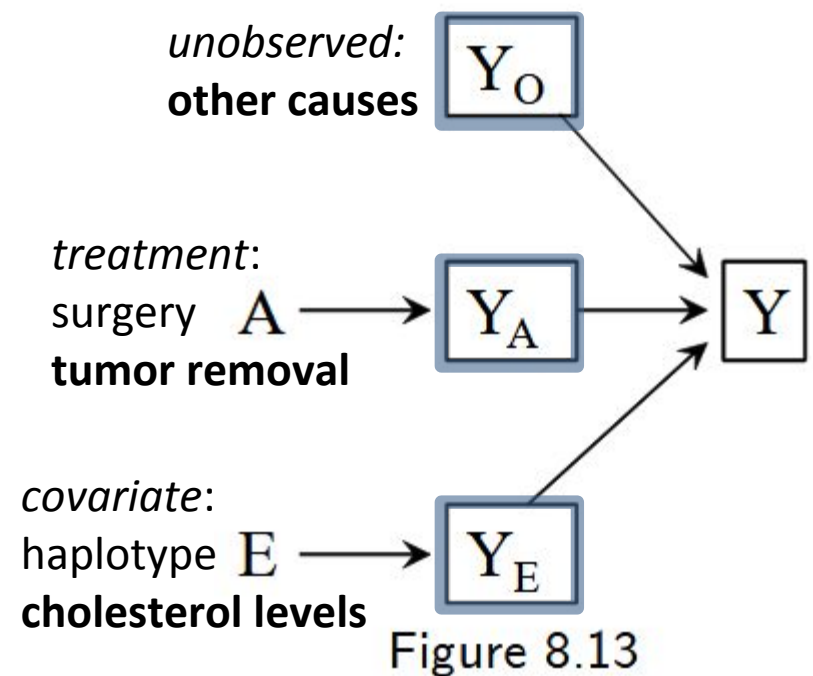 unobserved:
other causes
Y_O
treatment:
surgery A
tumor removal
Y_A
Y
covariate:
haplotype E
cholesterol levels
Y_E
Figure 8.13